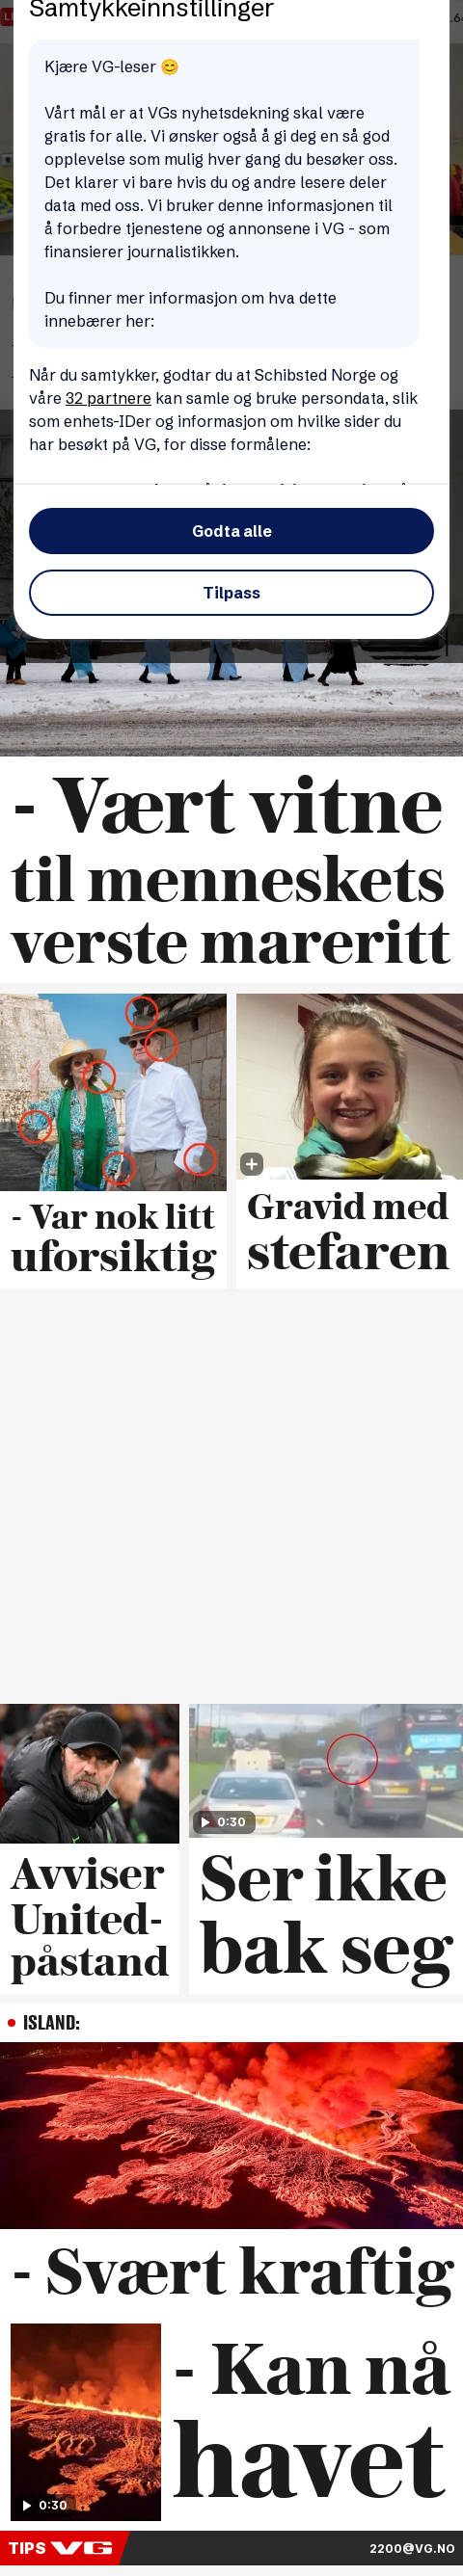 Samtykkeinnstillinger
Kjære VG-leser 😊
Vårt mål er at VGs nyhetsdekning skal være
gratis for alle. Vi ønsker også å gi deg en så god
opplevelse som mulig hver gang du besøker oss.
Det klarer vi bare hvis du og andre lesere deler
data med oss. Vi bruker denne informasjonen til
å forbedre tjenestene og annonsene i VG - som
finansierer journalistikken.
Du finner mer informasjon om hva dette
innebærer her:
Når du samtykker, godtar du at Schibsted Norge og
våre 32 partnere kan samle og bruke persondata, slik
som enhets-IDer og informasjon om hvilke sider du
har besøkt på VG, for disse formålene:
Godta alle
Tilpass
- Vært vitne
til menneskets
verste mareritt
- Var nok litt
uforsiktig
Gravid med
stefaren
Avviser
United-
påstand
0:30
Ser ikke
bak seg
ISLAND:
- Svært kraftig
- Kan nå
havet
0:30
TIPS VG
2200@VG.NO